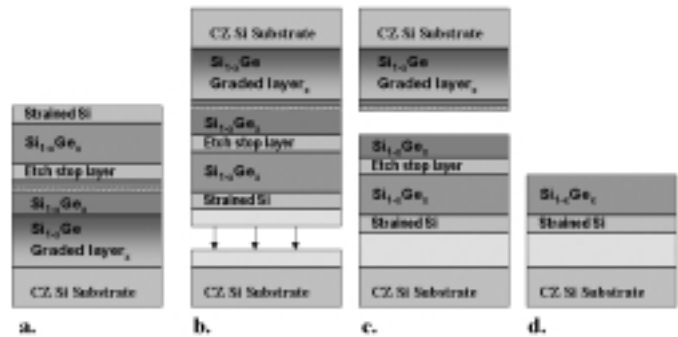 Strained Si
Si₁₋ₓGeₓ
Etch stop layer
Si₁₋ₓGeₓ
Si₁₋ₓGe
Graded layerₓ
CZ Si Substrate
a.
CZ Si Substrate
Si₁₋ₓGe
Graded layerₓ
Si₁₋ₓGeₓ
Etch stop layer
Si₁₋ₓGeₓ
Strained Si
CZ Si Substrate
b.
CZ Si Substrate
Si₁₋ₓGe
Graded layerₓ
Si₁₋ₓGeₓ
Etch stop layer
Si₁₋ₓGeₓ
Strained Si
CZ Si Substrate
c.
Si₁₋ₓGeₓ
Strained Si
CZ Si Substrate
d.